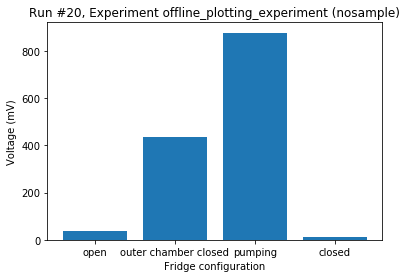 Run #20, Experiment offline_plotting_experiment (nosample)
800
600
400
200
0
Voltage (mV)
open outer chamber closed pumping closed
Fridge configuration